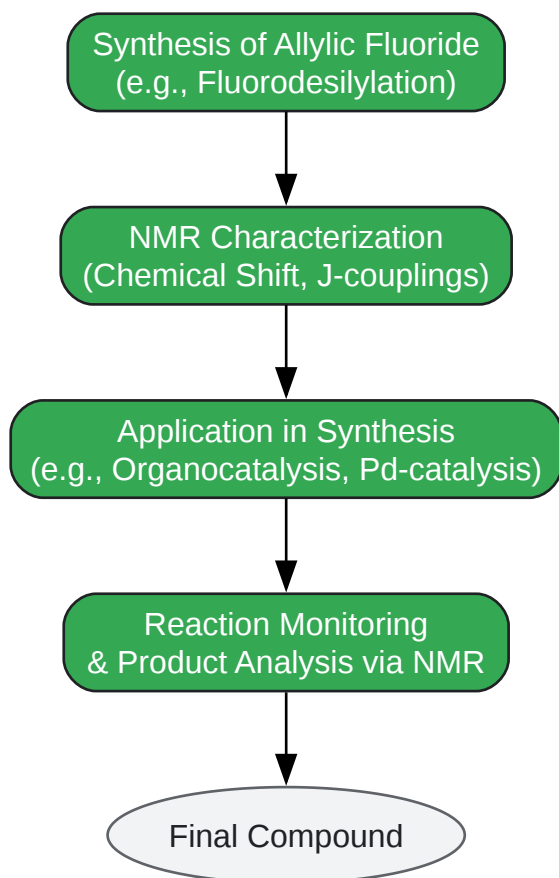 Synthesis of Allylic Fluoride
(e.g., Fluorodesilylation)
NMR Characterization
(Chemical Shift, J-couplings)
Application in Synthesis
(e.g., Organocatalysis, Pd-catalysis)
Reaction Monitoring
& Product Analysis via NMR
Final Compound